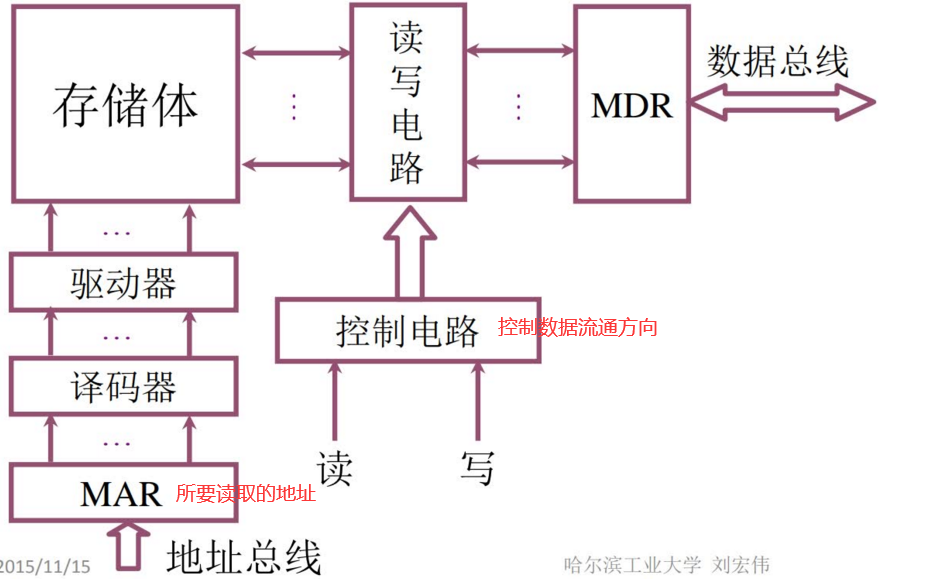 存储体
读
写
电
路
MDR
数据总线
…
驱动器
…
控制电路
控制数据流通方向
…
译码器
…
读
写
MAR
所要读取的地址
地址总线
2015/11/15
哈尔滨工业大学 刘宏伟